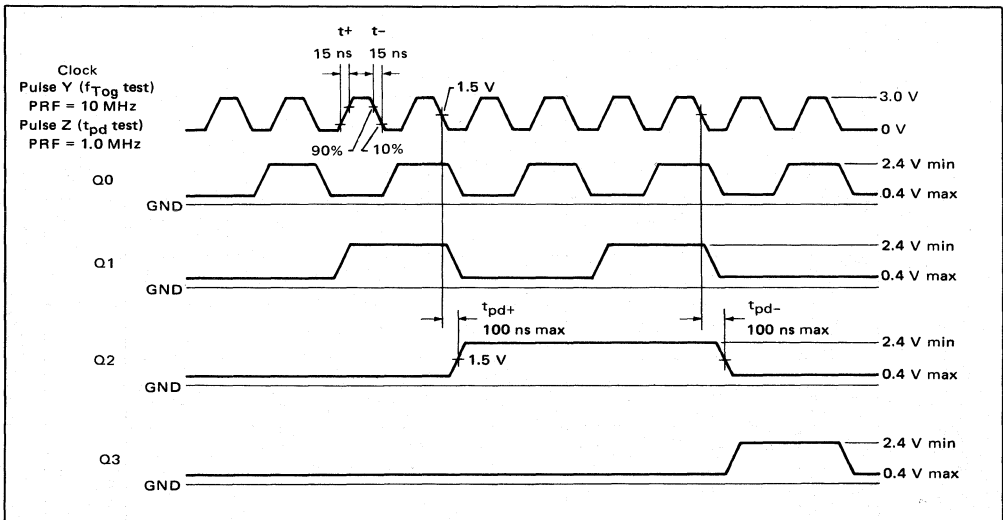 t+ t−
15 ns 15 ns
Clock
Pulse Y (fTog test)
PRF = 10 MHz
Pulse Z (tpd test)
PRF = 1.0 MHz
1.5 V
3.0 V
0 V
90% 10%
Q0
2.4 V min
0.4 V max
GND
Q1
2.4 V min
0.4 V max
GND
tpd+
100 ns max
tpd−
100 ns max
Q2
1.5 V
2.4 V min
0.4 V max
GND
Q3
2.4 V min
0.4 V max
GND